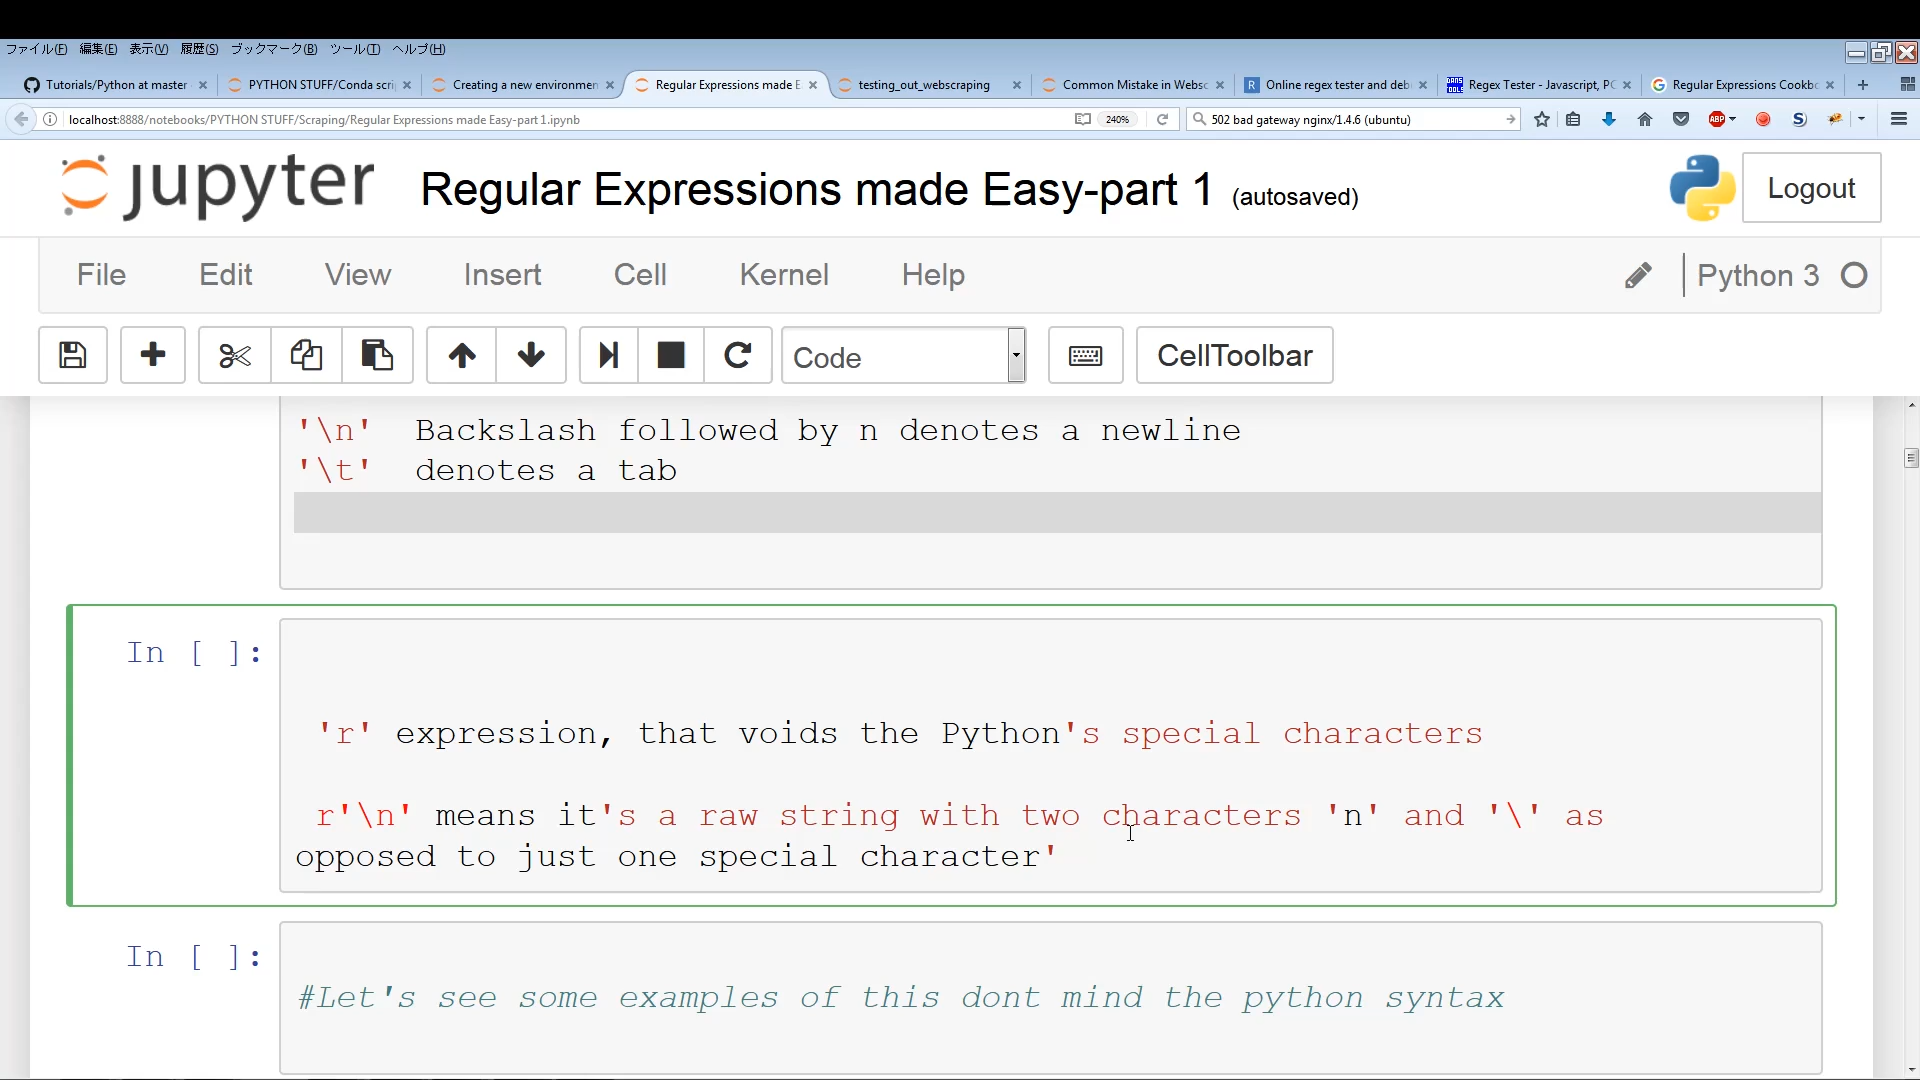 ファイル(F) 編集(E) 表示(V) 履歴(S) ブックマーク(B) ツール(T) ヘルプ(H)
Tutorials/Python at master PYTHON STUFF/Conda scri Creating a new environmen Regular Expressions made E testing_out_webscraping Common Mistake in Websc Online regex tester and deb Regex Tester - Javascript, PC Regular Expressions Cookbo
localhost:8888/notebooks/PYTHON STUFF/Scraping/Regular Expressions made Easy-part 1.ipynb 240% 502 bad gateway nginx/1.4.6 (ubuntu) ABP S
jupyter Regular Expressions made Easy-part 1 (autosaved) Logout
File Edit View Insert Cell Kernel Help Python 3
Code CellToolbar
'\n' Backslash followed by n denotes a newline
'\t' denotes a tab
In [ ]:
'r' expression, that voids the Python's special characters
r'\n' means it's a raw string with two characters 'n' and '\' as
opposed to just one special character'
In [ ]:
#Let's see some examples of this dont mind the python syntax